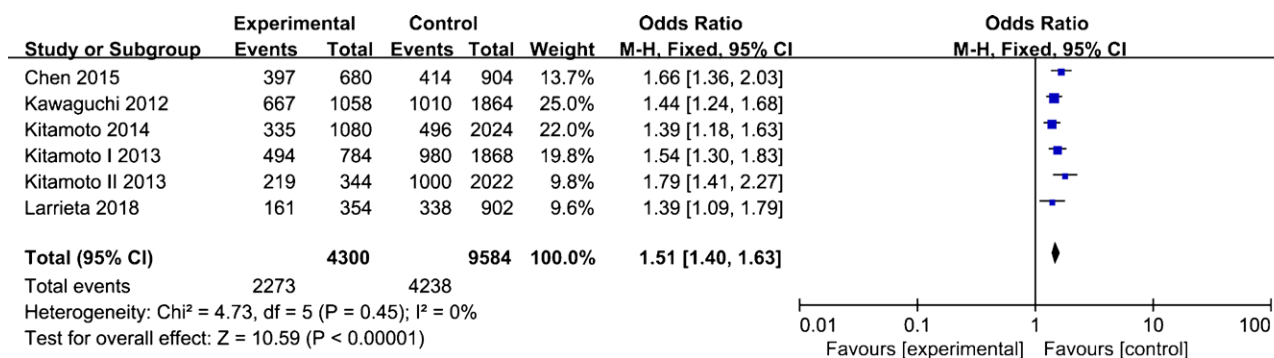 Experimental Control Odds Ratio Odds Ratio
Study or Subgroup Events Total Events Total Weight M-H, Fixed, 95% CI M-H, Fixed, 95% CI
Chen 2015 397 680 414 904 13.7% 1.66 [1.36, 2.03]
Kawaguchi 2012 667 1058 1010 1864 25.0% 1.44 [1.24, 1.68]
Kitamoto 2014 335 1080 496 2024 22.0% 1.39 [1.18, 1.63]
Kitamoto I 2013 494 784 980 1868 19.8% 1.54 [1.30, 1.83]
Kitamoto II 2013 219 344 1000 2022 9.8% 1.79 [1.41, 2.27]
Larrieta 2018 161 354 338 902 9.6% 1.39 [1.09, 1.79]
Total (95% CI) 4300 9584 100.0% 1.51 [1.40, 1.63]
Total events 2273 4238
Heterogeneity: Chi² = 4.73, df = 5 (P = 0.45); I² = 0%
Test for overall effect: Z = 10.59 (P < 0.00001)
0.01 0.1 1 10 100
Favours [experimental] Favours [control]